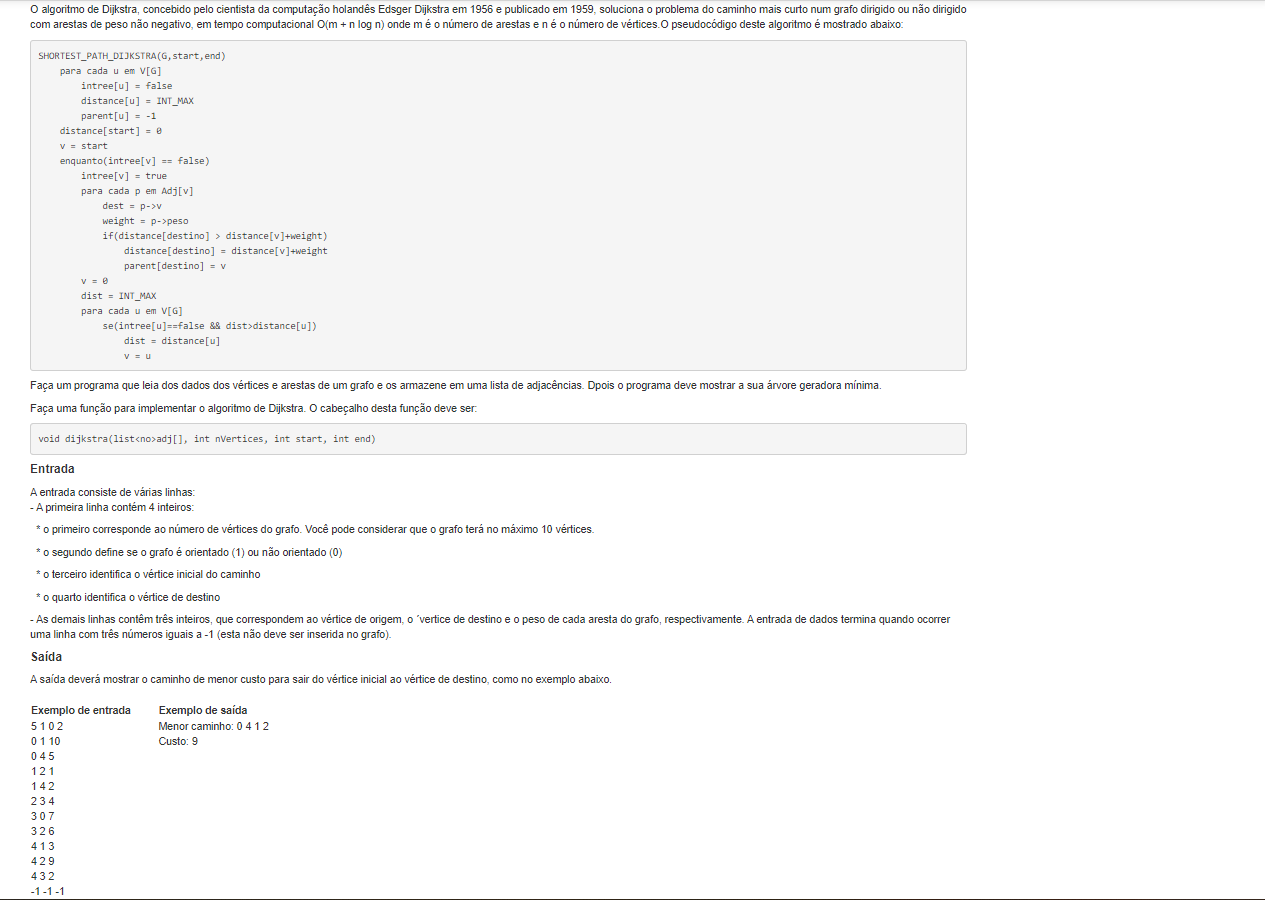 O algoritmo de Dijkstra, concebido pelo cientista da computação holandês Edsger Dijkstra em 1956 e publicado em 1959, soluciona o problema do caminho mais curto num grafo dirigido ou não dirigido
com arestas de peso não negativo, em tempo computacional O(m + n log n) onde m é o número de arestas e n é o número de vértices.O pseudocódigo deste algoritmo é mostrado abaixo:
SHORTEST_PATH_DIJKSTRA(G,start,end)
para cada u em V[G]
intree[u] = false
distance[u] = INT_MAX
parent[u] = -1
distance[start] = 0
v = start
enquanto(intree[v] == false)
intree[v] = true
para cada p em Adj[v]
dest = p->v
weight = p->peso
if(distance[destino] > distance[v]+weight)
distance[destino] = distance[v]+weight
parent[destino] = v
v = 0
dist = INT_MAX
para cada u em V[G]
se(intree[u]==false && dist>distance[u])
dist = distance[u]
v = u
Faça um programa que leia dos dados dos vértices e arestas de um grafo e os armazene em uma lista de adjacências. Dpois o programa deve mostrar a sua árvore geradora mínima.
Faça uma função para implementar o algoritmo de Dijkstra. O cabeçalho desta função deve ser:
void dijkstra(list<no>adj[], int nVertices, int start, int end)
Entrada
A entrada consiste de várias linhas:
- A primeira linha contém 4 inteiros:
* o primeiro corresponde ao número de vértices do grafo. Você pode considerar que o grafo terá no máximo 10 vértices.
* o segundo define se o grafo é orientado (1) ou não orientado (0)
* o terceiro identifica o vértice inicial do caminho
* o quarto identifica o vértice de destino
- As demais linhas contêm três inteiros, que correspondem ao vértice de origem, o ´vertice de destino e o peso de cada aresta do grafo, respectivamente. A entrada de dados termina quando ocorrer
uma linha com três números iguais a -1 (esta não deve ser inserida no grafo).
Saída
A saída deverá mostrar o caminho de menor custo para sair do vértice inicial ao vértice de destino, como no exemplo abaixo.
Exemplo de entrada Exemplo de saída
5 1 0 2 Menor caminho: 0 4 1 2
0 1 10 Custo: 9
0 4 5
1 2 1
1 4 2
2 3 4
3 0 7
3 2 6
4 1 3
4 2 9
4 3 2
-1 -1 -1